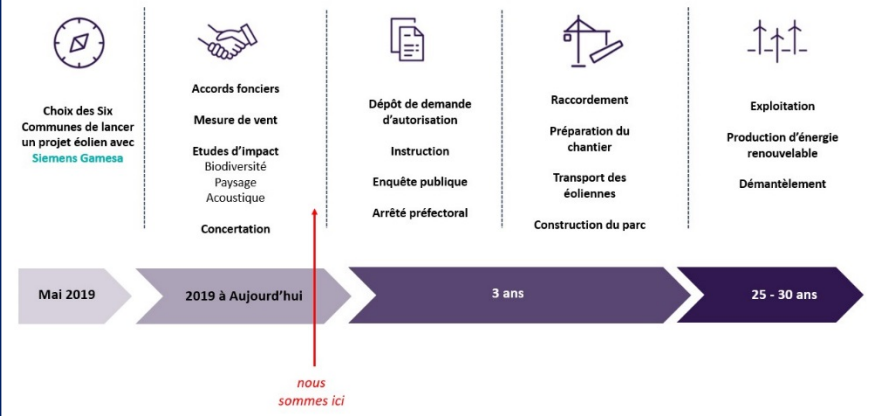 Choix des Six
Communes de lancer
un projet éolien avec
Siemens Gamesa
Accords fonciers
Mesure de vent
Etudes d'impact
Biodiversité
Paysage
Acoustique
Concertation
Dépôt de demande
d'autorisation
Instruction
Enquête publique
Arrêté préfectoral
Raccordement
Préparation du
chantier
Transport des
éoliennes
Construction du parc
Exploitation
Production d'énergie
renouvelable
Démantèlement
Mai 2019
2019 à Aujourd'hui
3 ans
25 - 30 ans
nous
sommes ici